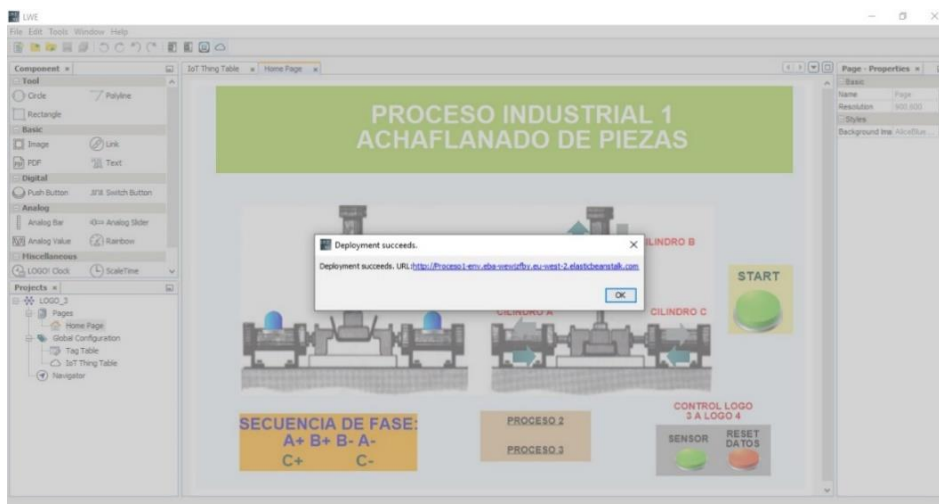 LWE
File Edit Tools Window Help
Component
IoT Thing Table
Home Page
Page - Properties
Tool
Circle
Polyline
Rectangle
Basic
Image
Link
PDF
Text
Digital
Push Button
Switch Button
Analog
Analog Bar
Analog Slider
Analog Value
Rainbow
Miscellaneous
LOGO! Clock
ScaleTime
Projects
LOGO_3
Pages
Home Page
Global Configuration
Tag Table
IoT Thing Table
Navigator
PROCESO INDUSTRIAL 1
ACHAFLANADO DE PIEZAS
CILINDRO B
Deployment succeeds.
Deployment succeeds. URL:http://Proceso1-env.eba-wewizfby.eu-west-2.elasticbeanstalk.com
OK
CILINDRO A
CILINDRO C
START
SECUENCIA DE FASE:
A+ B+ B- A-
C+ C-
PROCESO 2
PROCESO 3
CONTROL LOGO
3 A LOGO 4
SENSOR
RESET
DATOS
Basic
Name
Page
Resolution
900,600
Styles
Background Ima
AliceBlue